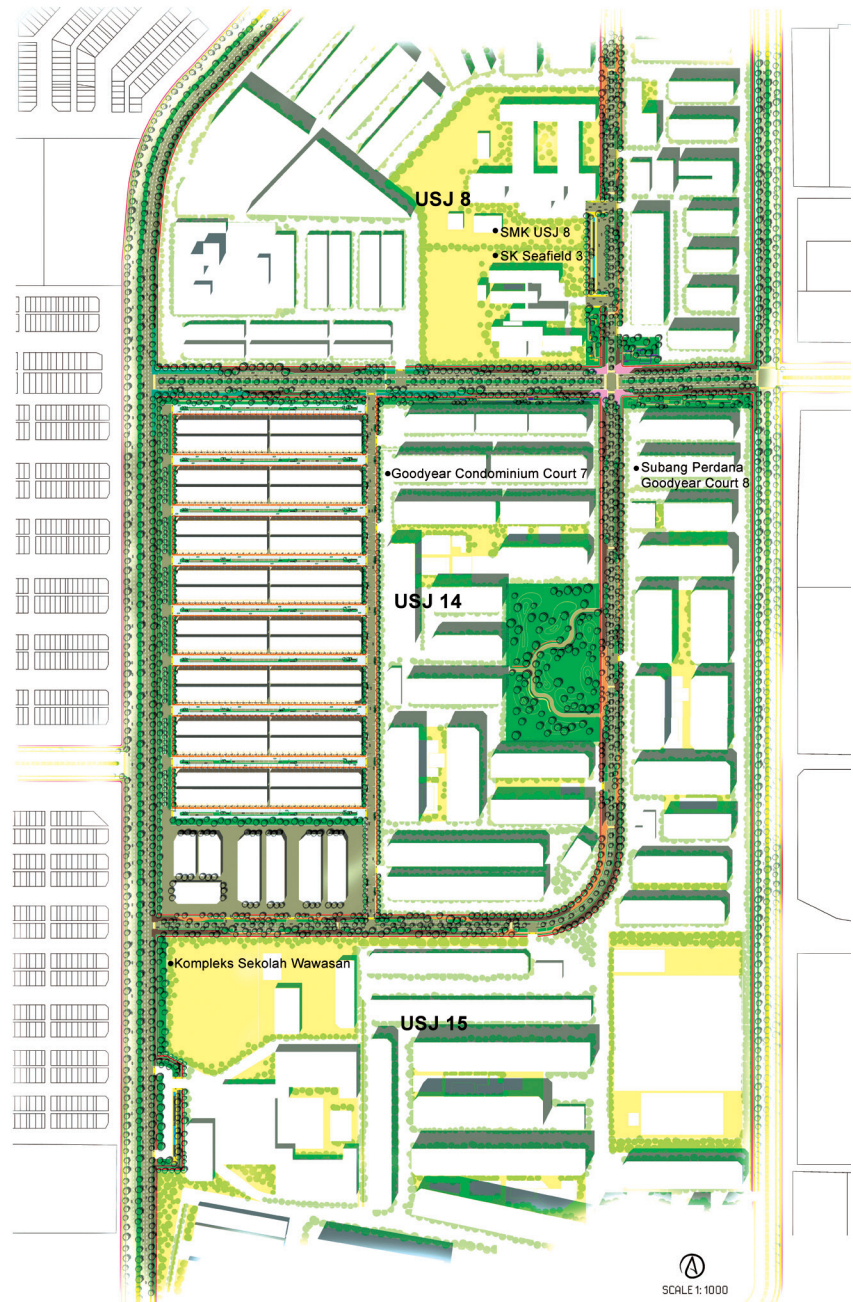 USJ 8
SMK USJ 8
SK Seafield 3
Goodyear Condominium Court 7
Subang Perdana
Goodyear Court 8
USJ 14
Kompleks Sekolah Wawasan
USJ 15
SCALE 1: 1000